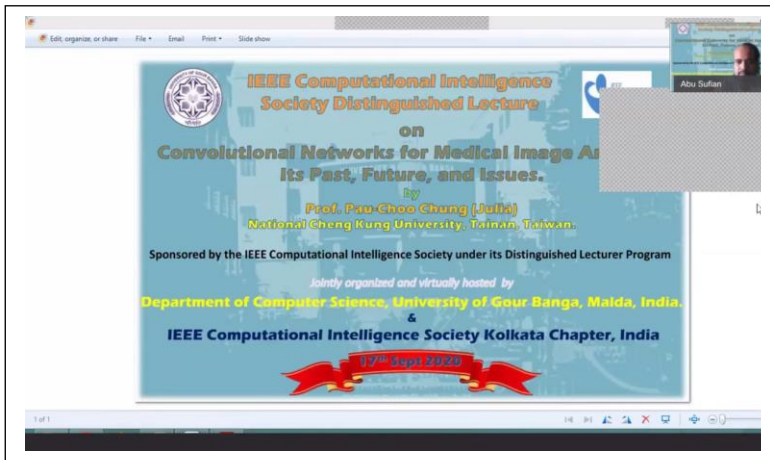 Edit, organize, or share File Email Print Slide show
Abu Sufian
IEEE Computational Intelligence
Society Distinguished Lecture
on
Convolutional Networks for Medical Image
Its Past, Future, and Issues.
by
Prof. Pau-Choo Chung (Julia)
National Cheng Kung University, Tainan, Taiwan.
Sponsored by the IEEE Computational Intelligence Society under its Distinguished Lecturer Program
Jointly organized and virtually hosted by
Department of Computer Science, University of Gour Banga, Malda, India.
&
IEEE Computational Intelligence Society Kolkata Chapter, India
17th Sept 2020
1 of 1